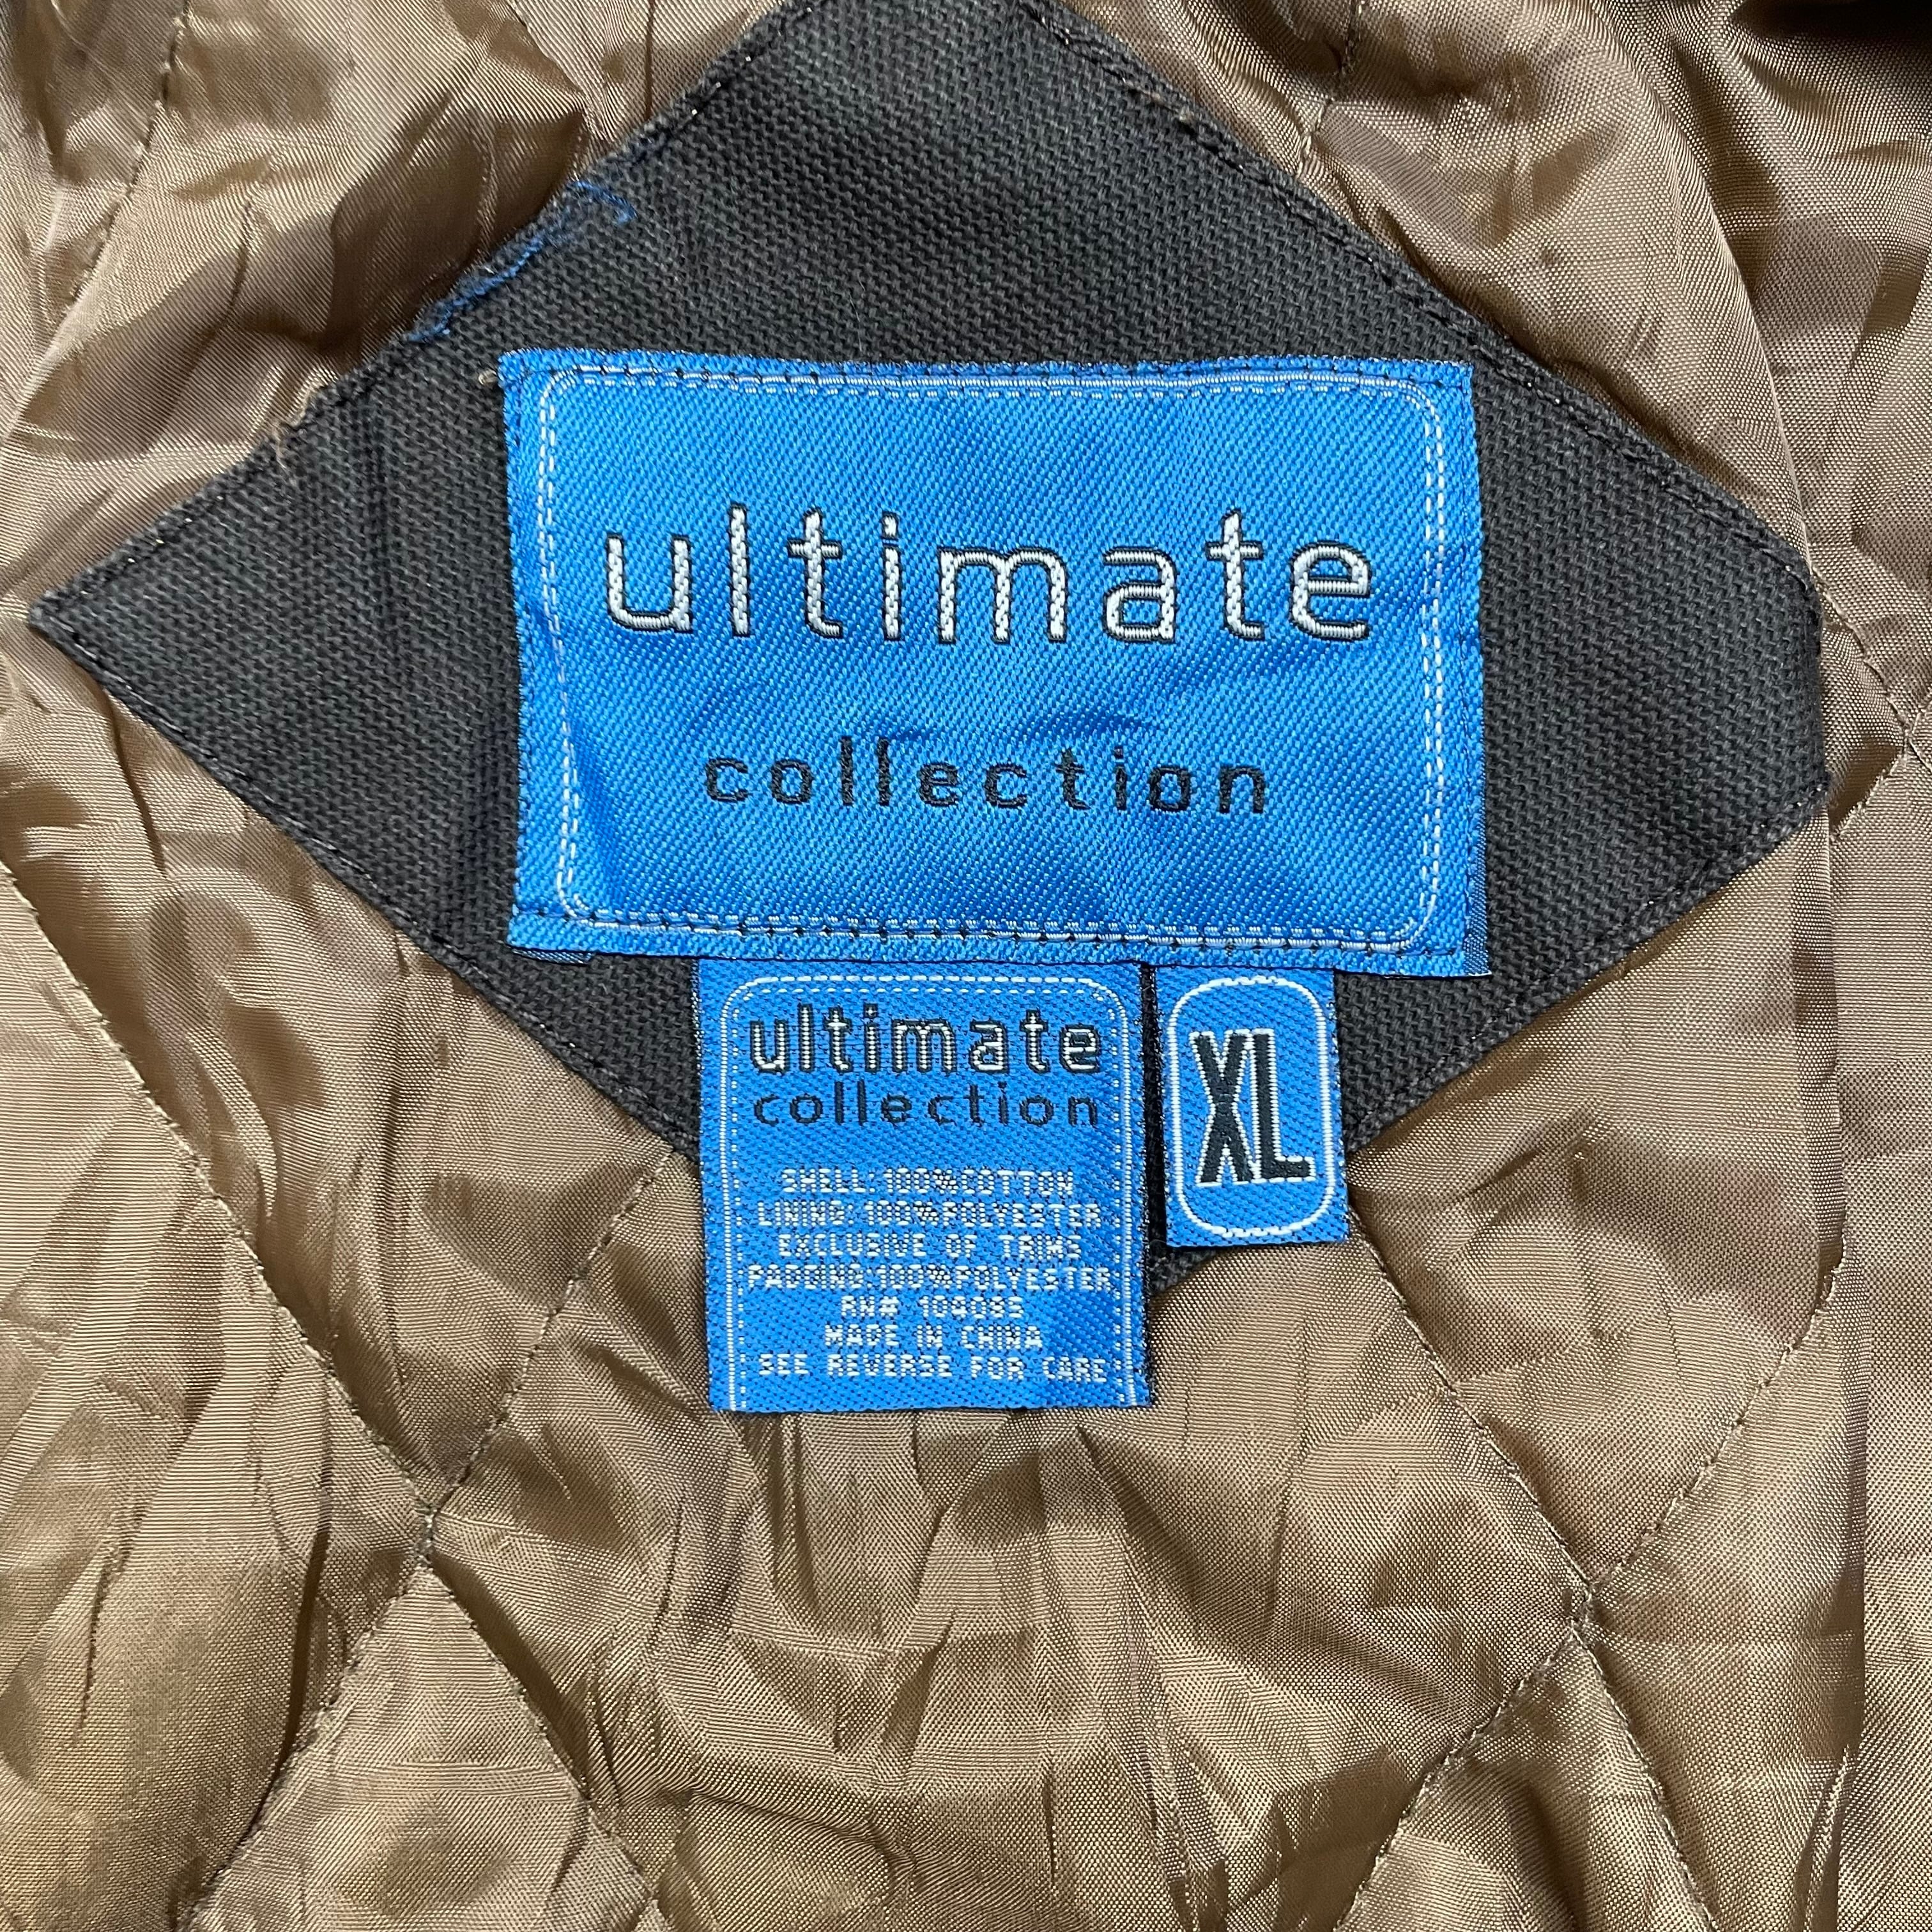 ultimate
collection
ultimate
collection
XL
SHELL: 100% COTTON
LINING: 100% POLYESTER
EXCLUSIVE OF TRIMS
PADDING: 100% POLYESTER
RN#
MADE IN CHINA
SEE REVERSE FOR CARE